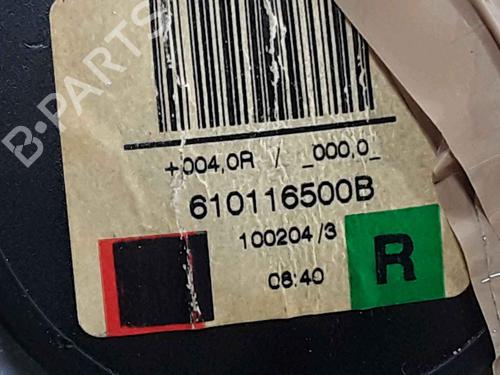 B-PARTS
+004,0R / _000,0_
610116500B
100204/3
08:40
R